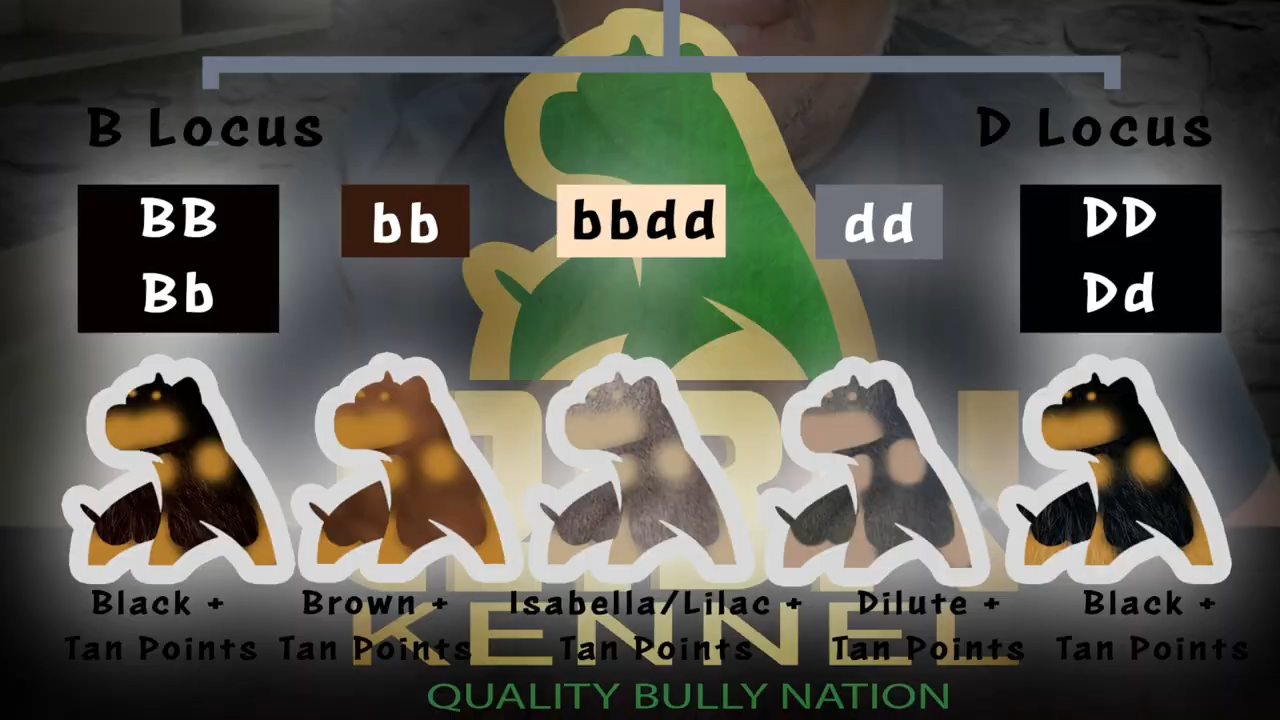 B Locus
D Locus
BB
Bb
bb
bbdd
dd
DD
Dd
Black +
Tan Points
Brown +
Tan Points
Isabella/Lilac +
Tan Points
Dilute +
Tan Points
Black +
Tan Points
KENNEL
QUALITY BULLY NATION